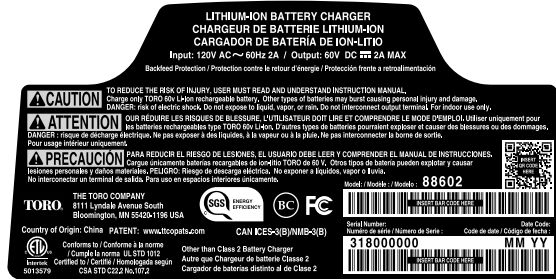 LITHIUM-ION BATTERY CHARGER
CHARGEUR DE BATTERIE LITHIUM-ION
CARGADOR DE BATERÍA DE ION-LITIO
Input: 120V AC ~ 60Hz 2A / Output: 60V DC ⎓ 2A MAX
Backfeed Protection / Protection contre le retour d'énergie / Protección frente a retroalimentación
CAUTION TO REDUCE THE RISK OF INJURY, USER MUST READ AND UNDERSTAND INSTRUCTION MANUAL,
Charge only TORO 60v Li-Ion rechargeable battery. Other types of batteries may burst causing personal injury and damage.
DANGER: risk of electric shock. Do not expose to liquid, vapor, or rain. Do not interconnect output terminal. For indoor use only.
ATTENTION OUR RÉDUIRE LES RISQUES DE BLESSURE, L'UTILISATEUR DOIT LIRE ET COMPRENDRE LE MODE D'EMPLOI. Utiliser uniquement pour
les batteries rechargeables type TORO 60v Li-Ion, D'autres types de batteries pourraient exploser et causer des blessures ou des dommages.
DANGER : risque de décharge électrique. Ne pas exposer à des liquides, à la vapeur ou à la pluie. Ne pas interconnecter la borne de sortie.
Pour usage intérieur uniquement.
PRECAUCIÓN PARA REDUCIR EL RIESGO DE LESIONES, EL USUARIO DEBE LEER Y COMPRENDER EL MANUAL DE INSTRUCCIONES.
Cargue únicamente baterías recargables de ion-litio TORO de 60 V, Otros tipos de batería pueden explotar y causar
lesiones personales y daños materiales, PELIGRO: Riesgo de descarga eléctrica. No exponer a líquidos, vapor o lluvia.
No interconectar un terminal de salida. Para uso en espacios interiores únicamente.
INSERT
QR CODE
HERE
Model: / Modèle : / Modelo : 88602
INSERT BAR CODE HERE
TORO.
THE TORO COMPANY
8111 Lyndale Avenue South
Bloomington, MN 55420-1196 USA
SGS ENERGY
EFFICIENCY
BC
FC
Country of Origin: China PATENT: www.ttcopats.com CAN ICES-3(B)/NMB-3(B)
Serial Number: Date Code:
Numéro de série / Número de Serie : Code de date / Código de fecha :
318000000 MM YY
INSERT BAR CODE HERE
ETL
Intertek
5013579
Conforms to / Conforme à la norme
/ Cumple la norma UL STD 1012
Certified to / Certifié / Homologada según
CSA STD C22.2 No,107,2
Other than Class 2 Battery Charger
Autre que Chargeur de batterie Classe 2
Cargador de baterías distinto al de Clase 2